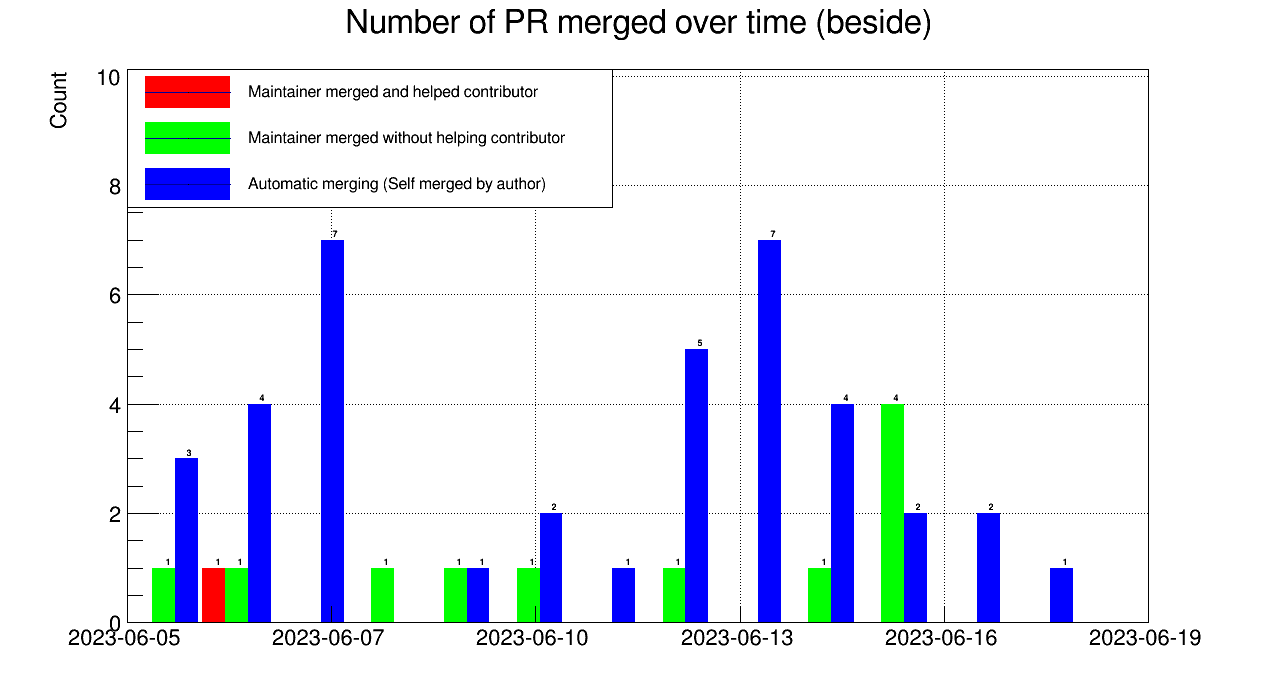 Number of PR merged over time (beside)
Count
10
8
6
4
2
0
Maintainer merged and helped contributor
Maintainer merged without helping contributor
Automatic merging (Self merged by author)
1 3 1 1 4 7 1 1 1 1 2 1 1 5 7 1 4 4 2 2 1
2023-06-05 2023-06-07 2023-06-10 2023-06-13 2023-06-16 2023-06-19